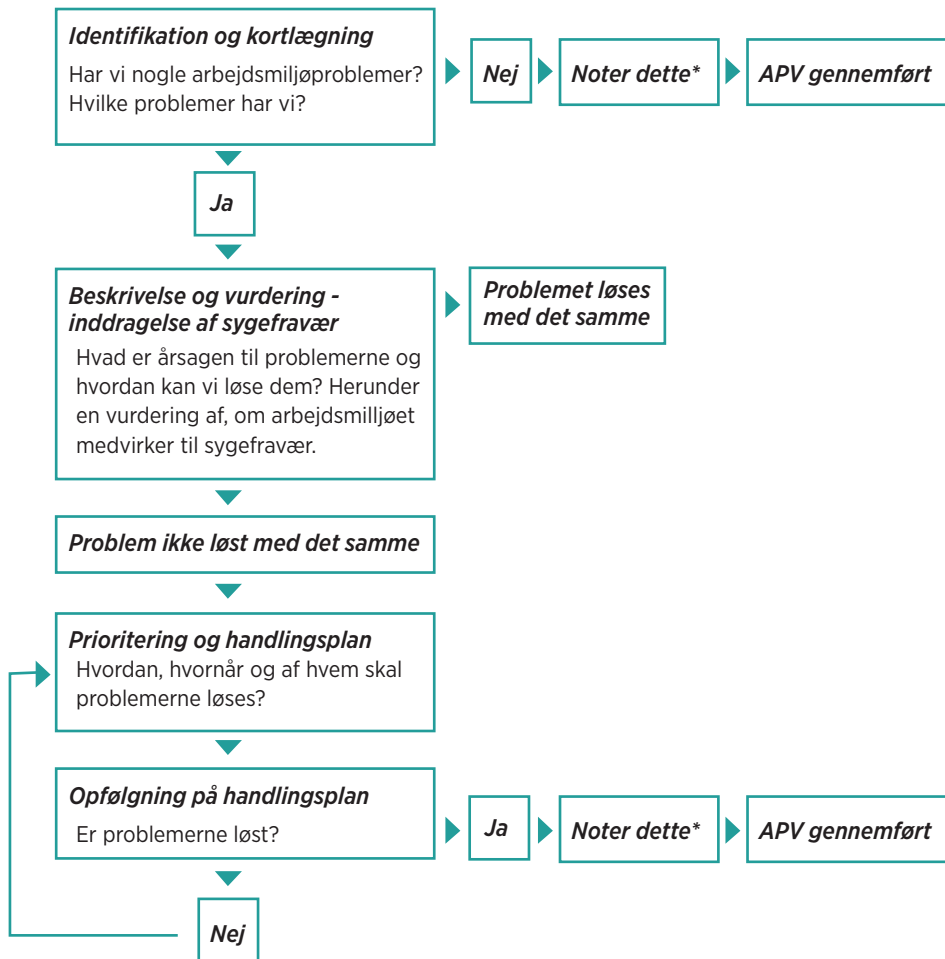 Identifikation og kortlægning
Har vi nogle arbejdsmiljøproblemer?
Hvilke problemer har vi?
Nej
Noter dette*
APV gennemført
Ja
Beskrivelse og vurdering -
inddragelse af sygefravær
Hvad er årsagen til problemerne og
hvordan kan vi løse dem? Herunder
en vurdering af, om arbejdsmilljøet
medvirker til sygefravær.
Problemet løses
med det samme
Problem ikke løst med det samme
Prioritering og handlingsplan
Hvordan, hvornår og af hvem skal
problemerne løses?
Opfølgning på handlingsplan
Er problemerne løst?
Ja
Noter dette*
APV gennemført
Nej